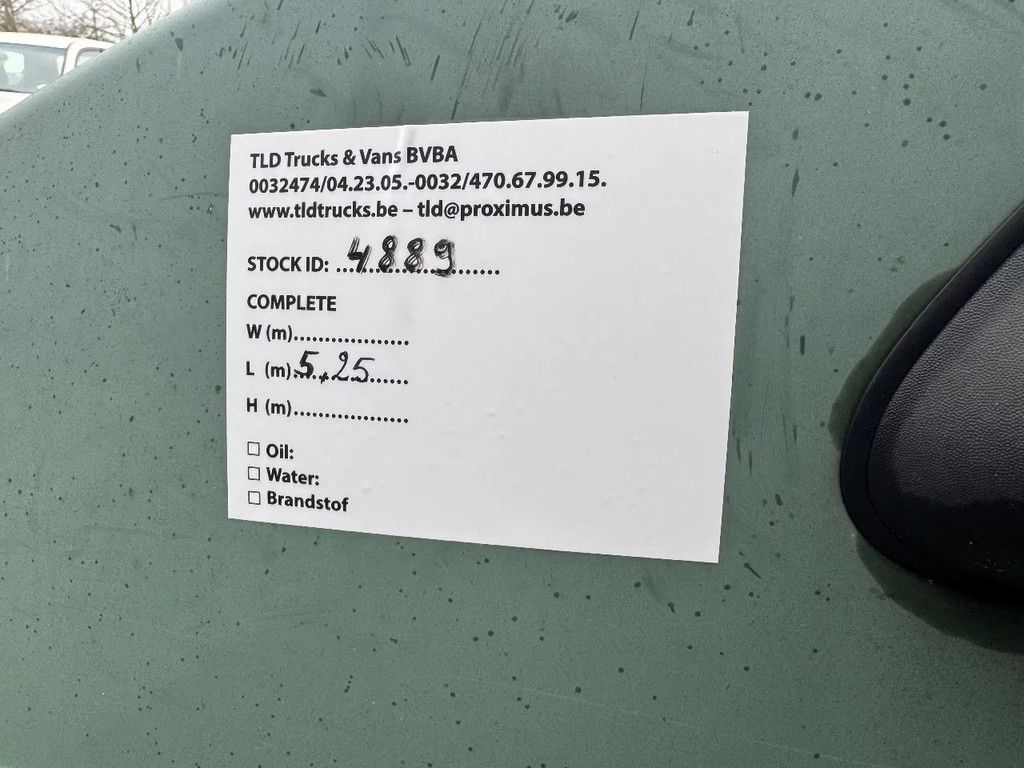 TLD Trucks & Vans BVBA
0032474/04.23.05.-0032/470.67.99.15.
www.tldtrucks.be – tld@proximus.be
STOCK ID: ...4889.......
COMPLETE
W (m)...................
L (m).5,25......
H (m)...................
☐ Oil:
☐ Water:
☐ Brandstof